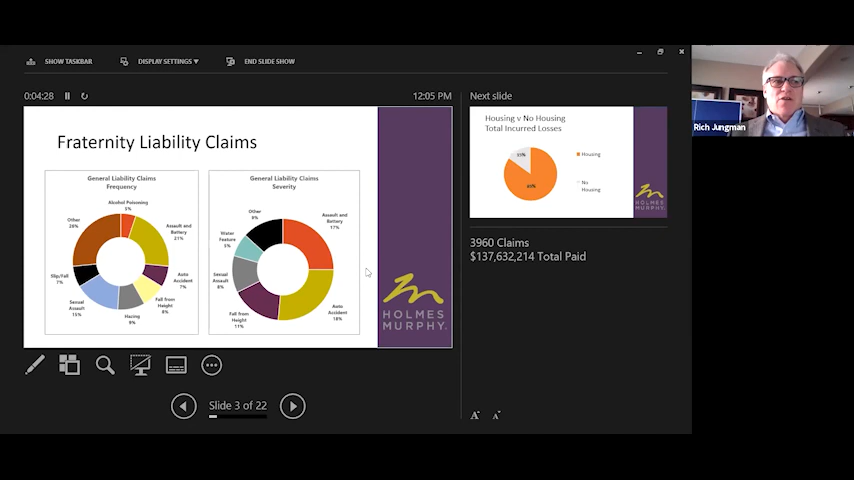 SHOW TASKBAR
DISPLAY SETTINGS ▼
END SLIDE SHOW
0:04:28
12:05 PM
Fraternity Liability Claims
General Liability Claims
Frequency
Alcohol Poisoning
5%
Assault and
Battery
21%
Auto
Accident
7%
Fall from
Height
8%
Hazing
9%
Sexual
Assault
15%
Slip/Fall
7%
Other
28%
General Liability Claims
Severity
Assault and
Battery
17%
Auto
Accident
18%
Fall from
Height
11%
Sexual
Assault
8%
Water
Feature
5%
Other
8%
HOLMES
MURPHY.
Slide 3 of 22
Next slide
Housing v No Housing
Total Incurred Losses
Housing
No
Housing
HOLMES
MURPHY.
3960 Claims
$137,632,214 Total Paid
A
A
Rich Jungman